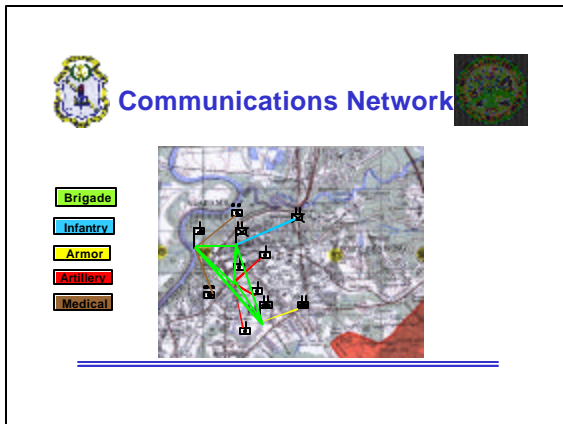 Communications Network
Brigade
Infantry
Armor
Artillery
Medical